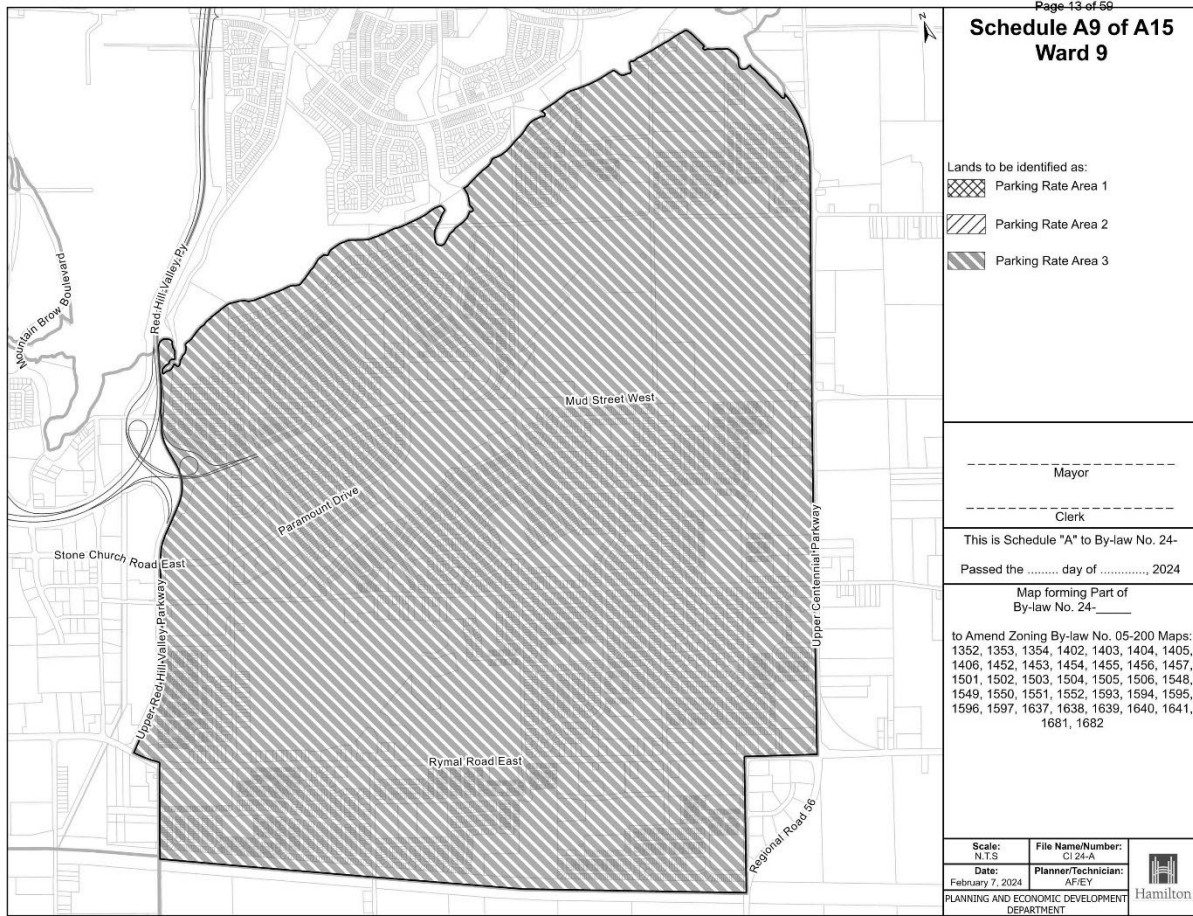 Page 13 of 59
Schedule A9 of A15
Ward 9
Lands to be identified as:
Parking Rate Area 1
Parking Rate Area 2
Parking Rate Area 3
Mayor
Clerk
This is Schedule "A" to By-law No. 24-
Passed the ......... day of ............, 2024
Map forming Part of
By-law No. 24-_____
to Amend Zoning By-law No. 05-200 Maps:
1352, 1353, 1354, 1402, 1403, 1404, 1405,
1406, 1452, 1453, 1454, 1455, 1456, 1457,
1501, 1502, 1503, 1504, 1505, 1506, 1548,
1549, 1550, 1551, 1552, 1593, 1594, 1595,
1596, 1597, 1637, 1638, 1639, 1640, 1641,
1681, 1682
Scale:
N.T.S
File Name/Number:
CI 24-A
Date:
February 7, 2024
Planner/Technician:
AF/EY
PLANNING AND ECONOMIC DEVELOPMENT
DEPARTMENT
Hamilton
N
Mountain Brow Boulevard
Red Hill Valley Py
Mud Street West
Paramount Drive
Stone Church Road East
Upper Red Hill Valley Parkway
Upper Centennial Parkway
Rymal Road East
Regional Road 56